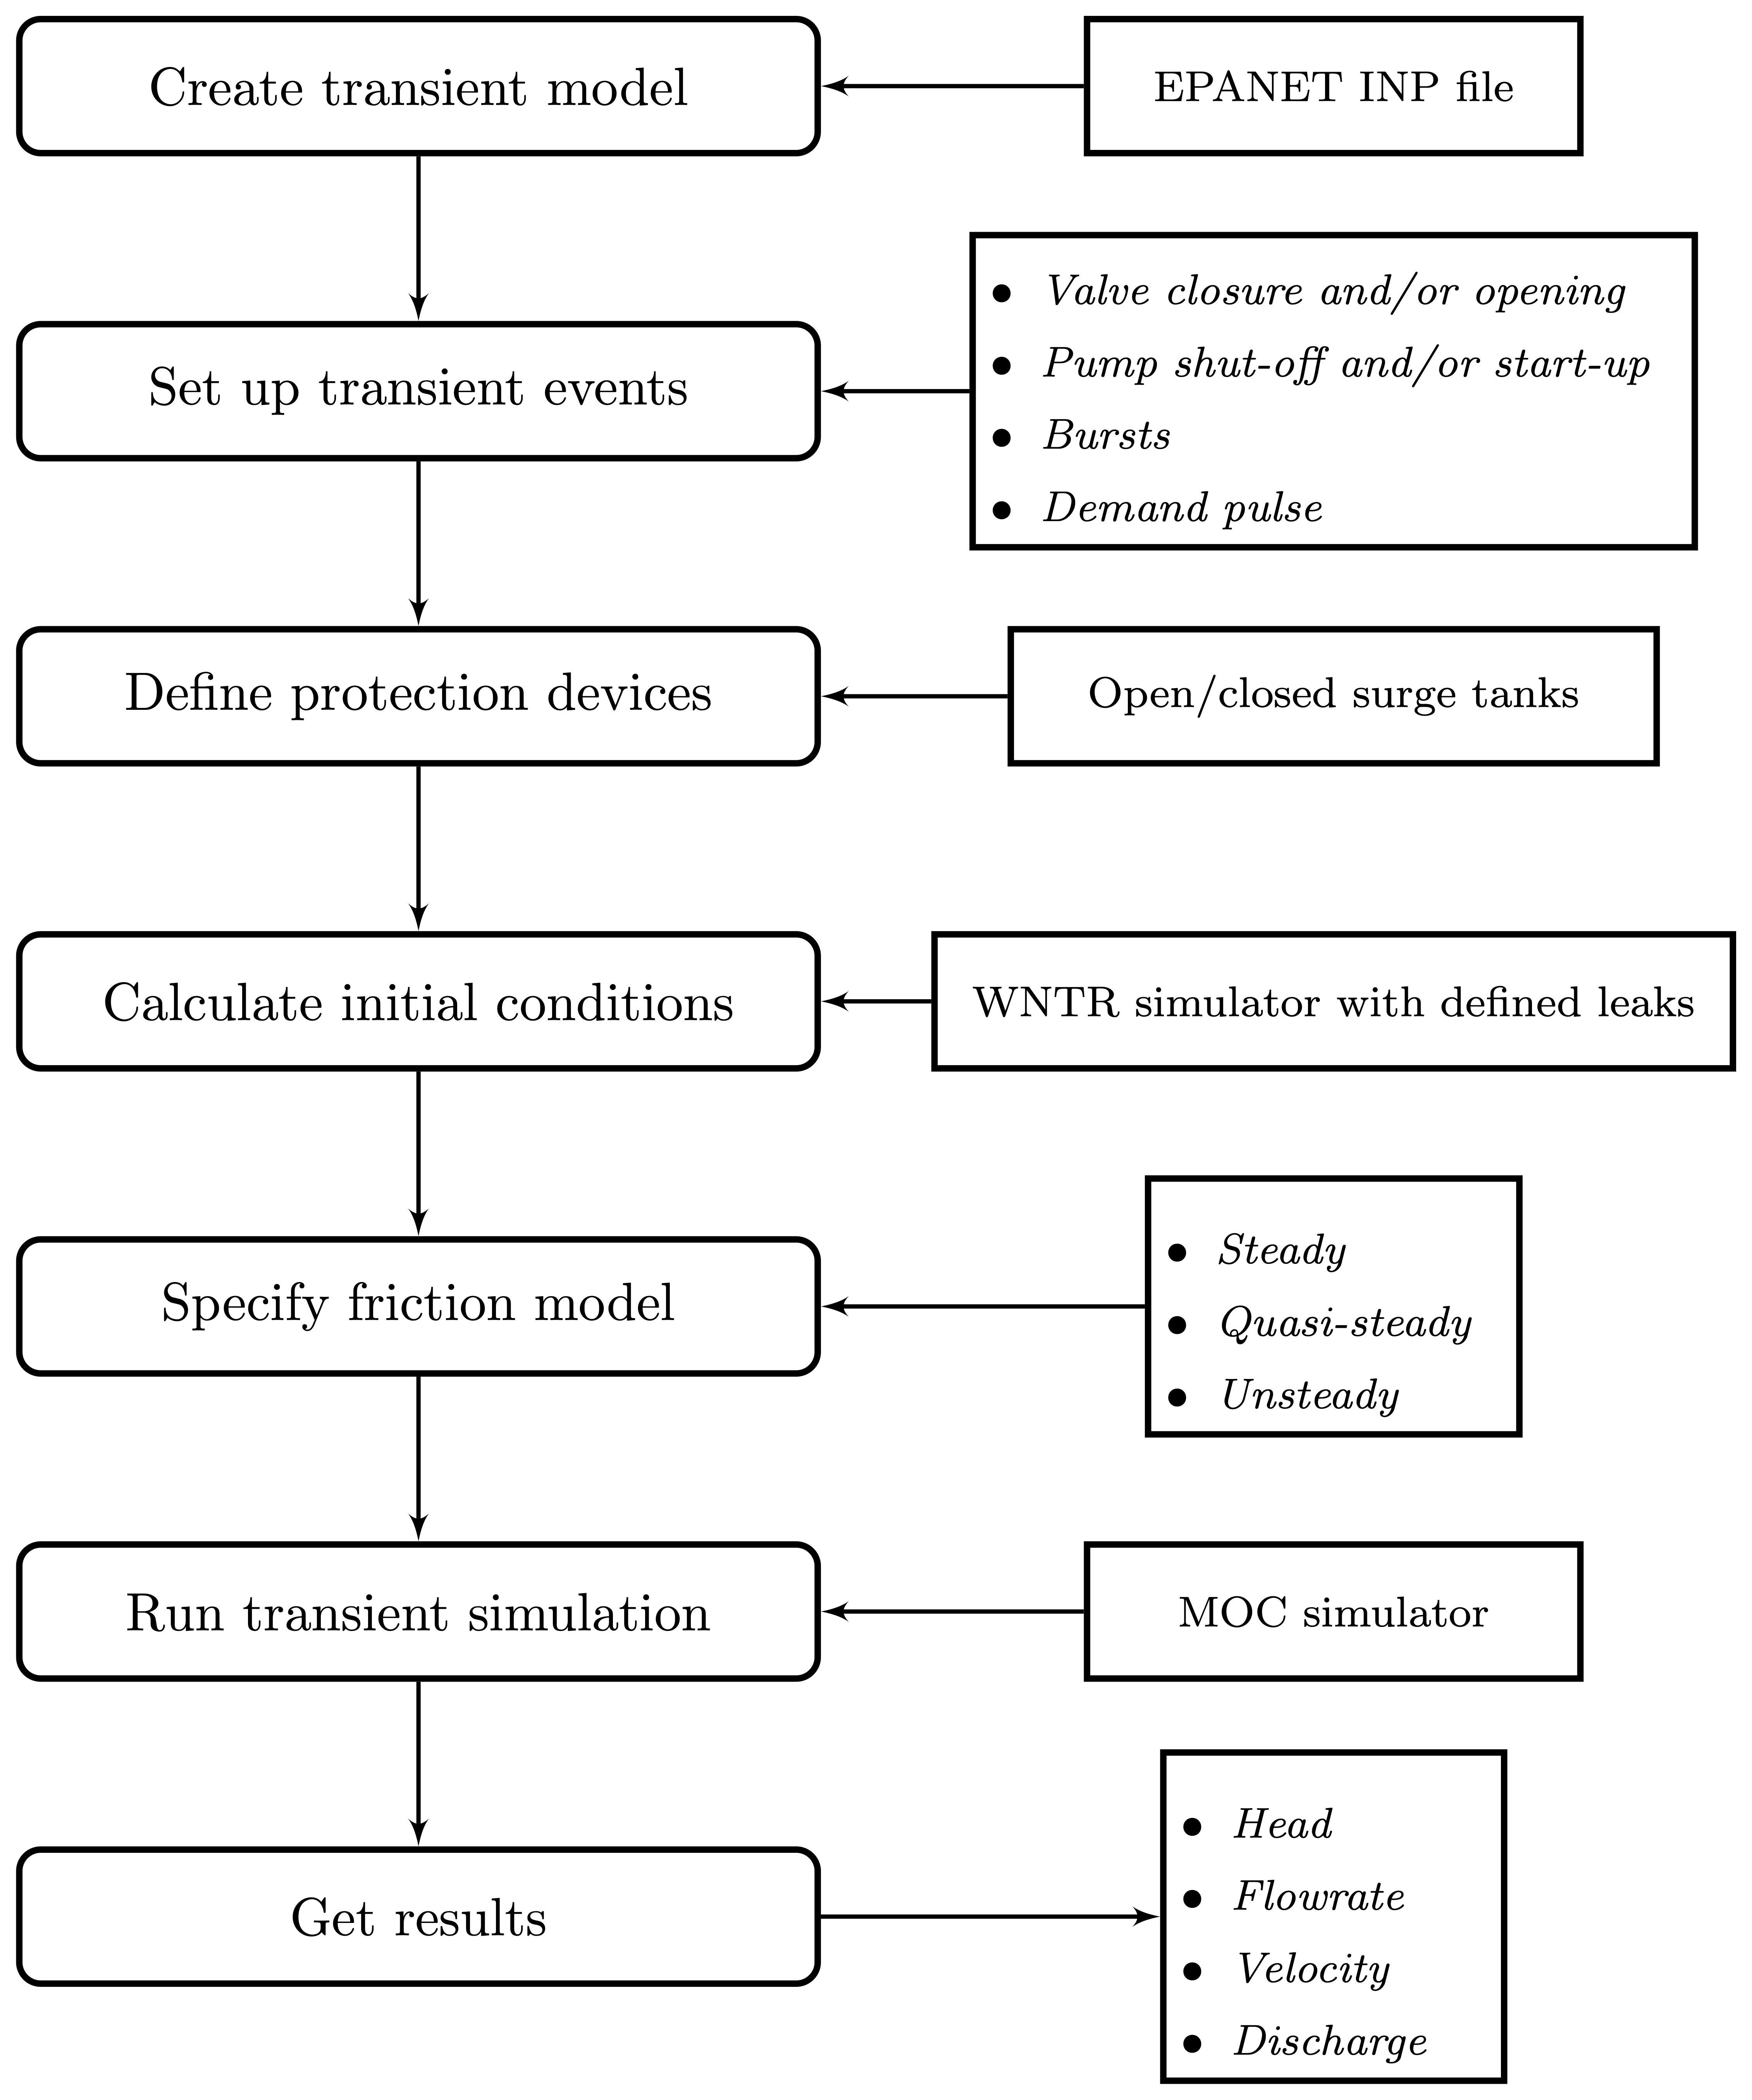 Create transient model
EPANET INP file
Set up transient events
• Valve closure and/or opening
• Pump shut-off and/or start-up
• Bursts
• Demand pulse
Define protection devices
Open/closed surge tanks
Calculate initial conditions
WNTR simulator with defined leaks
Specify friction model
• Steady
• Quasi-steady
• Unsteady
Run transient simulation
MOC simulator
Get results
• Head
• Flowrate
• Velocity
• Discharge